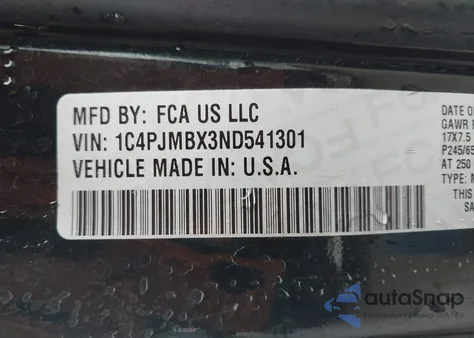 MFD BY: FCA US LLC
VIN: 1C4PJMBX3ND541301
VEHICLE MADE IN: U.S.A.
DATE O
GAWR
17X7.5
P245/65
AT 250
TYPE: M
THIS
SA
autoSnap